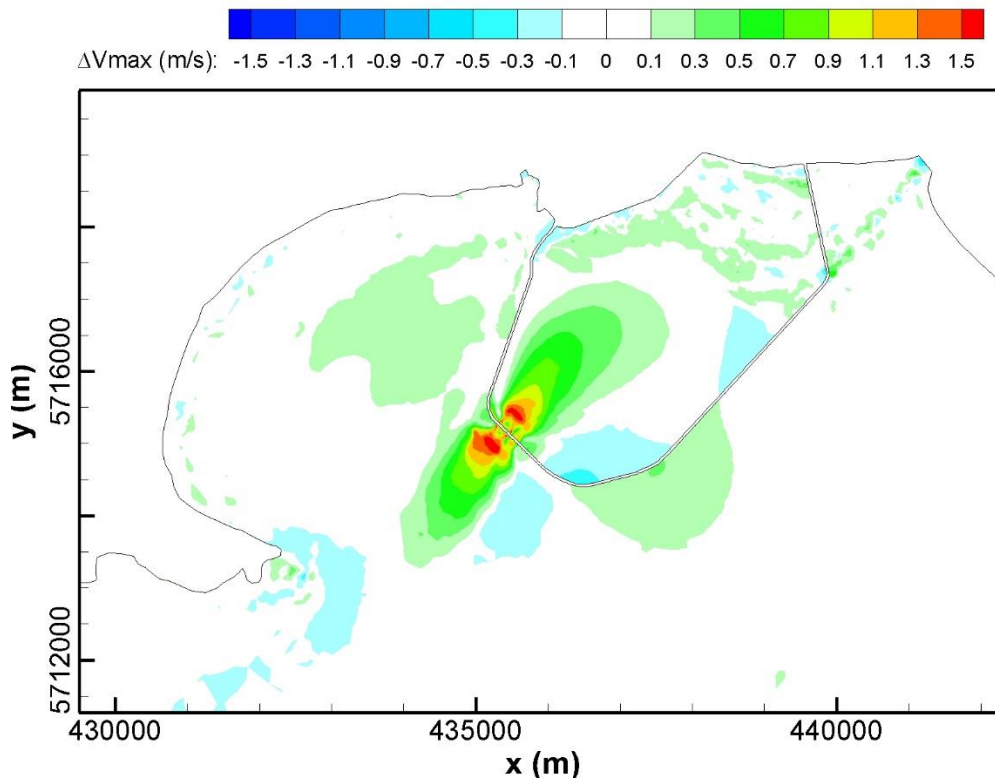 ΔVmax (m/s): -1.5 -1.3 -1.1 -0.9 -0.7 -0.5 -0.3 -0.1 0 0.1 0.3 0.5 0.7 0.9 1.1 1.3 1.5
5716000
y (m)
5712000
430000 435000 440000
x (m)